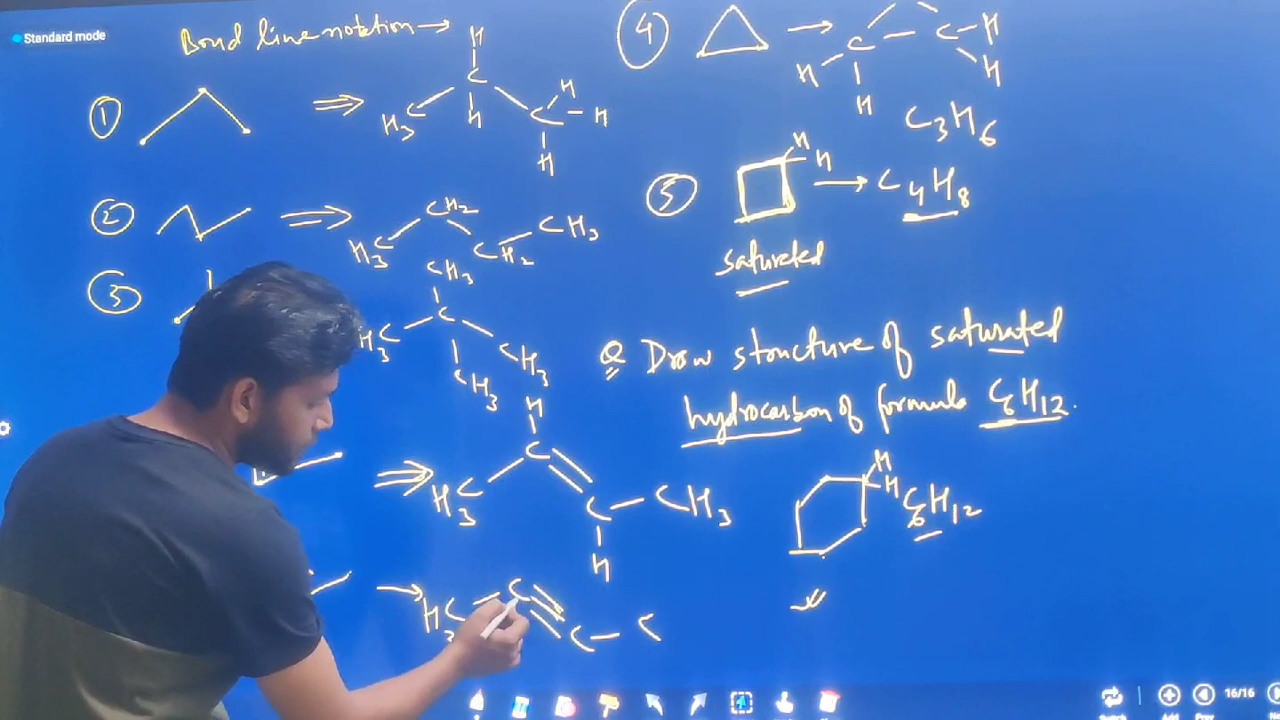 Standard mode
Bond line notation →
① ⇒ H3C C H H C H H H
② ⇒ H3C CH2 CH2 CH3
③ H3C C CH3 CH3 CH3
⇒ H3C C H C H CH3
→ H3C C C C
④ → C H H C H H
C3H6
⑤ H H → C4H8
saturated
Q Draw structure of saturated
hydrocarbon of formula C6H12.
H H C6H12
16/16